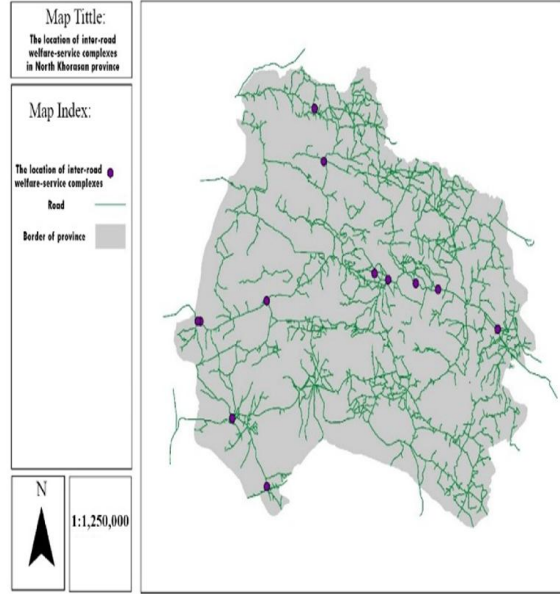 Map Tittle:
The location of inter-road
welfare-service complexes
in North Khorasan province
Map Index:
The location of inter-road
welfare-service complexes
Road
Border of province
N
1:1,250,000